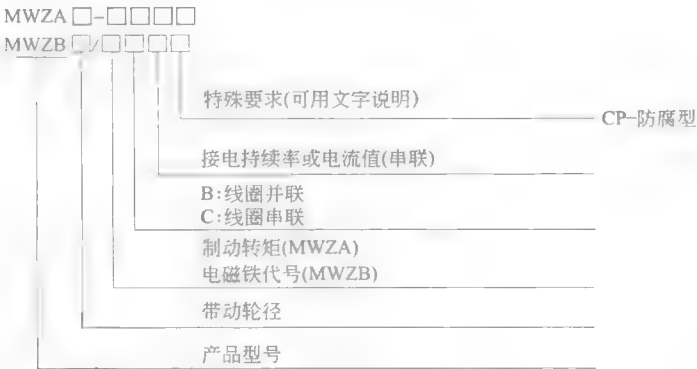 MWZA □-□□□□
MWZB □/□□□□
特殊要求(可用文字说明)
CP-防腐型
接电持续率或电流值(串联)
B:线圈并联
C:线圈串联
制动转矩(MWZA)
电磁铁代号(MWZB)
带动轮径
产品型号